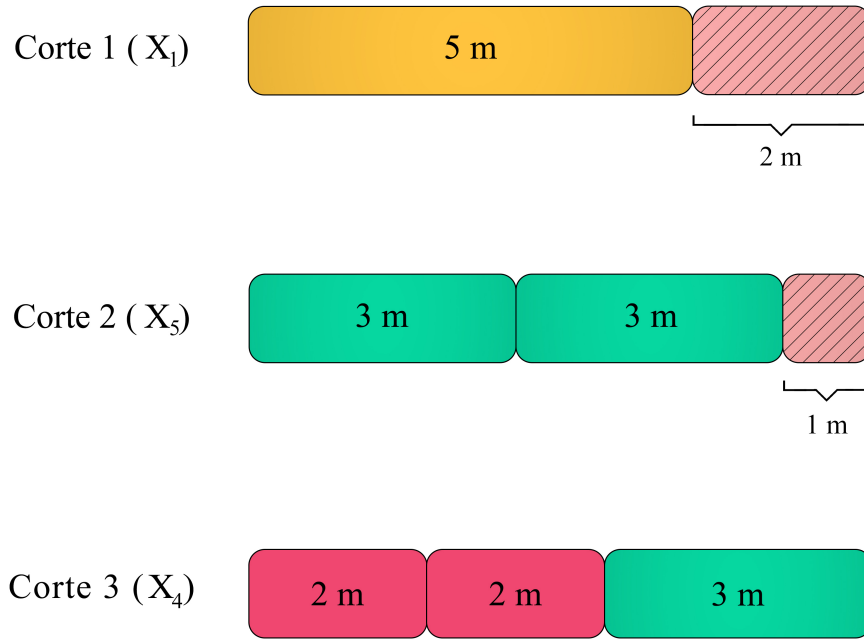 Corte 1 ( X₁) 5 m
2 m
Corte 2 ( X₅) 3 m 3 m
1 m
Corte 3 (X₄) 2 m 2 m 3 m